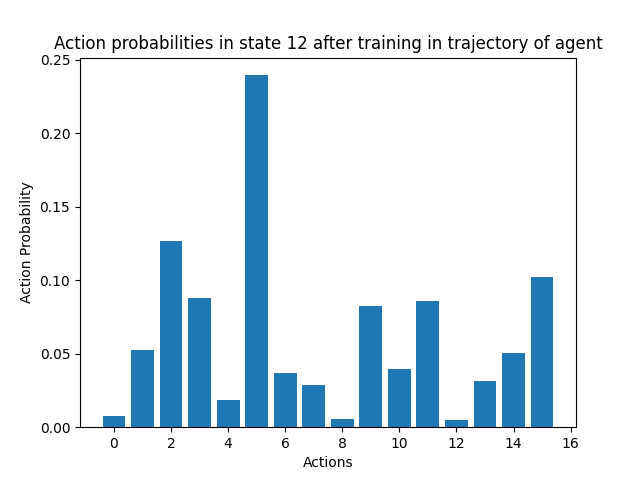 Action probabilities in state 12 after training in trajectory of agent
0.25
0.20
0.15
0.10
0.05
0.00
Action Probability
0 2 4 6 8 10 12 14 16
Actions